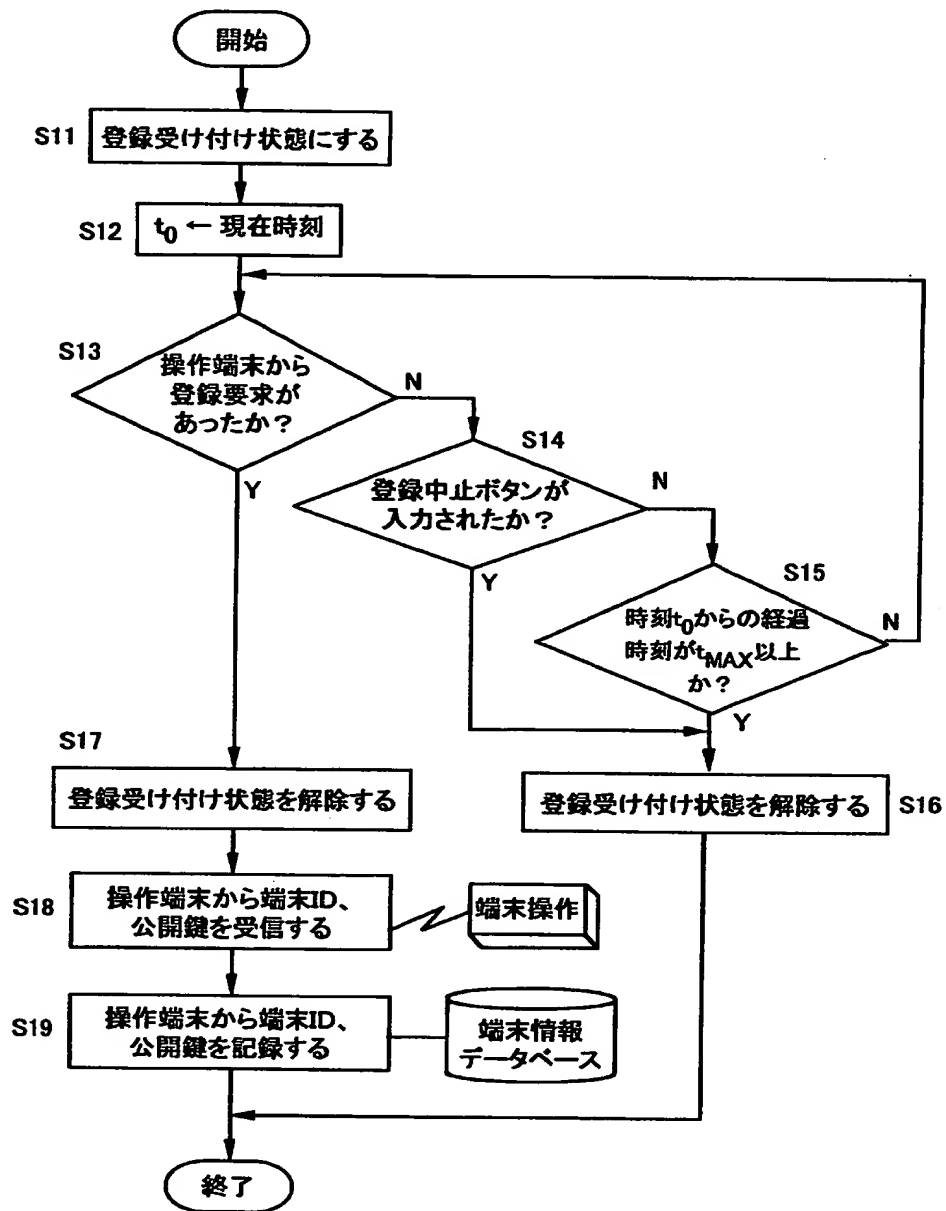 開始
S11
登録受け付け状態にする
S12
t0 ← 現在時刻
S13
操作端末から
登録要求が
あったか？
N
Y
S14
登録中止ボタンが
入力されたか？
N
Y
S15
時刻t0からの経過
時刻がtMAX以上
か？
N
Y
S17
登録受け付け状態を解除する
登録受け付け状態を解除する
S16
S18
操作端末から端末ID、
公開鍵を受信する
端末操作
S19
操作端末から端末ID、
公開鍵を記録する
端末情報
データベース
終了